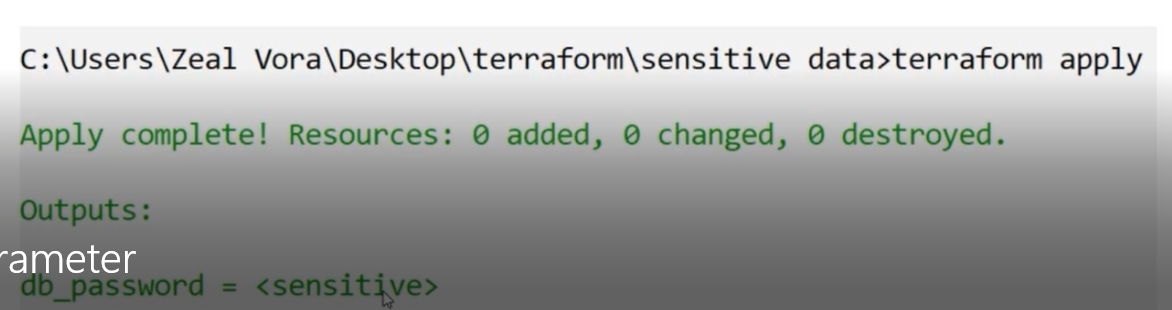 C:\Users\Zeal Vora\Desktop\terraform\sensitive data>terraform apply
Apply complete! Resources: 0 added, 0 changed, 0 destroyed.
Outputs:
rameter
db_password = <sensitive>